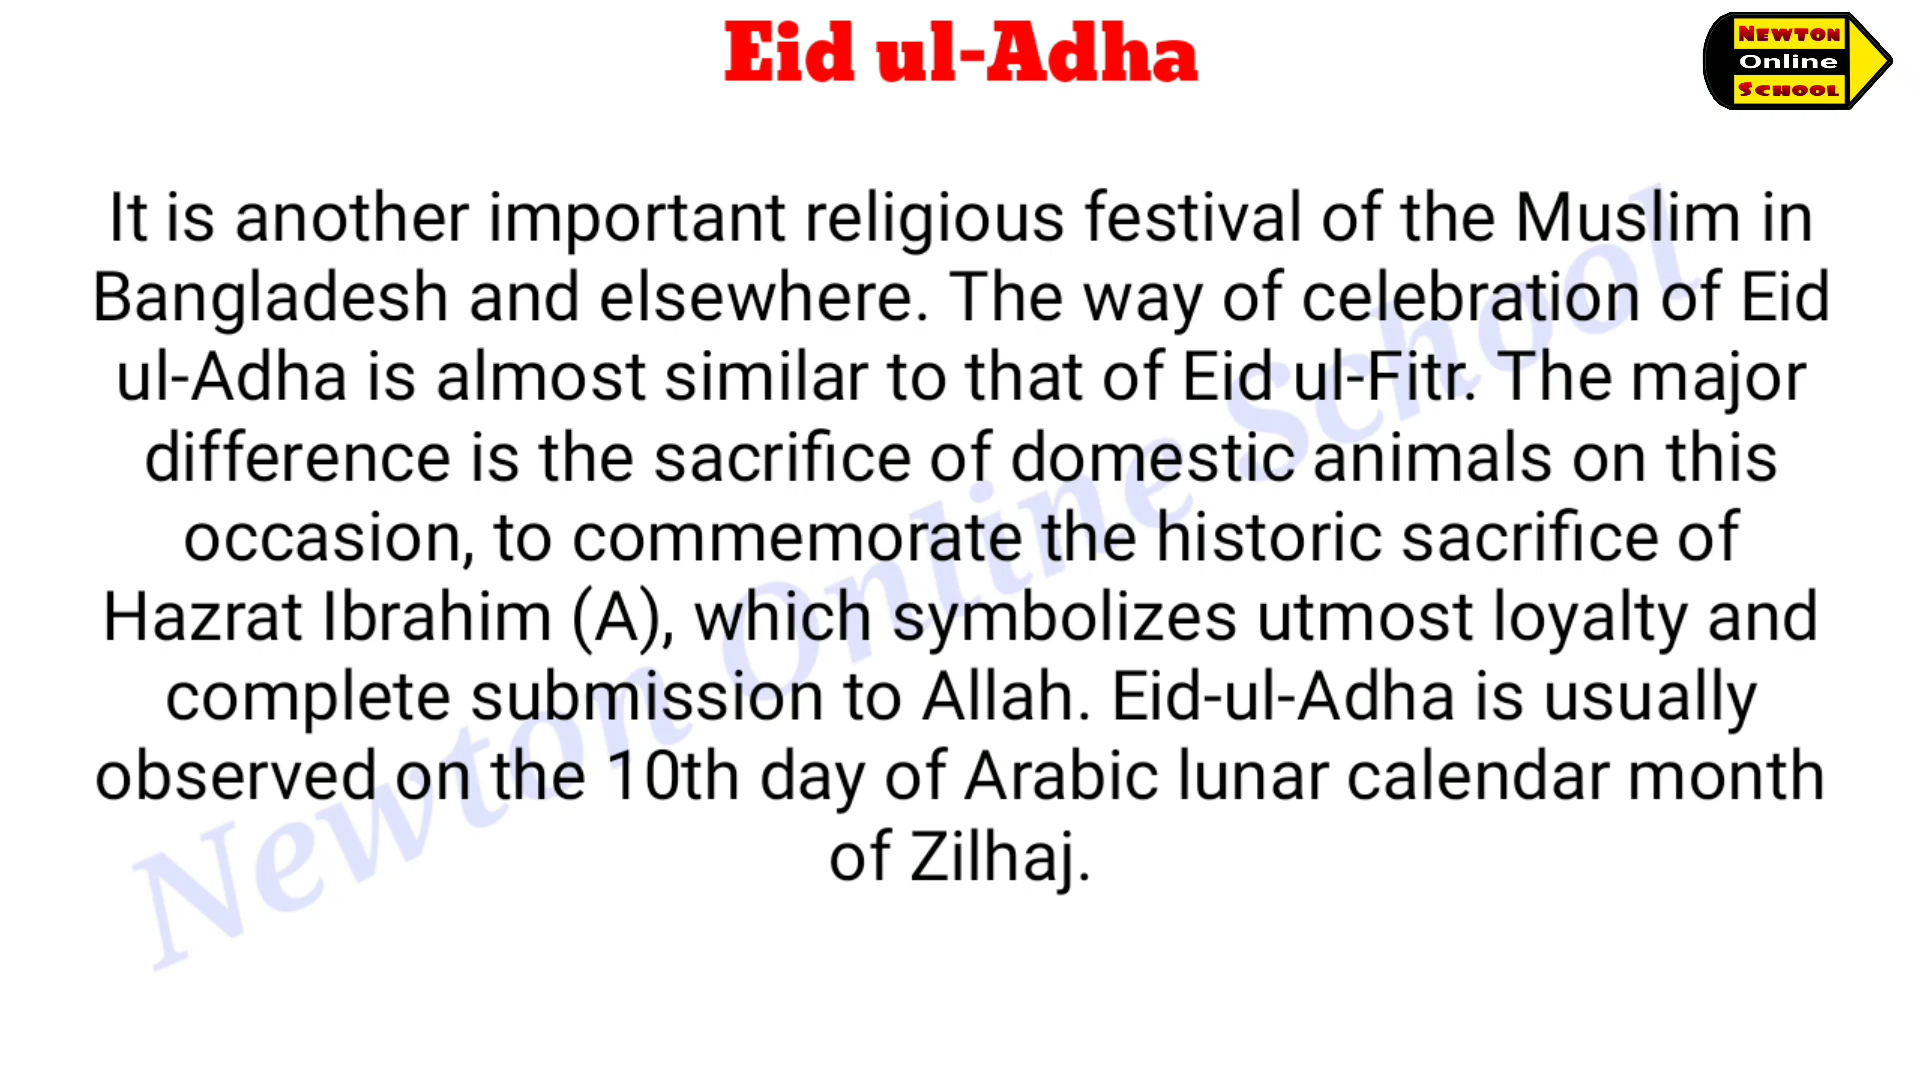 Eid ul-Adha
NEWTON
Online
SCHOOL
It is another important religious festival of the Muslim in
Bangladesh and elsewhere. The way of celebration of Eid
ul-Adha is almost similar to that of Eid ul-Fitr. The major
difference is the sacrifice of domestic animals on this
occasion, to commemorate the historic sacrifice of
Hazrat Ibrahim (A), which symbolizes utmost loyalty and
complete submission to Allah. Eid-ul-Adha is usually
observed on the 10th day of Arabic lunar calendar month
of Zilhaj.
Newton Online School